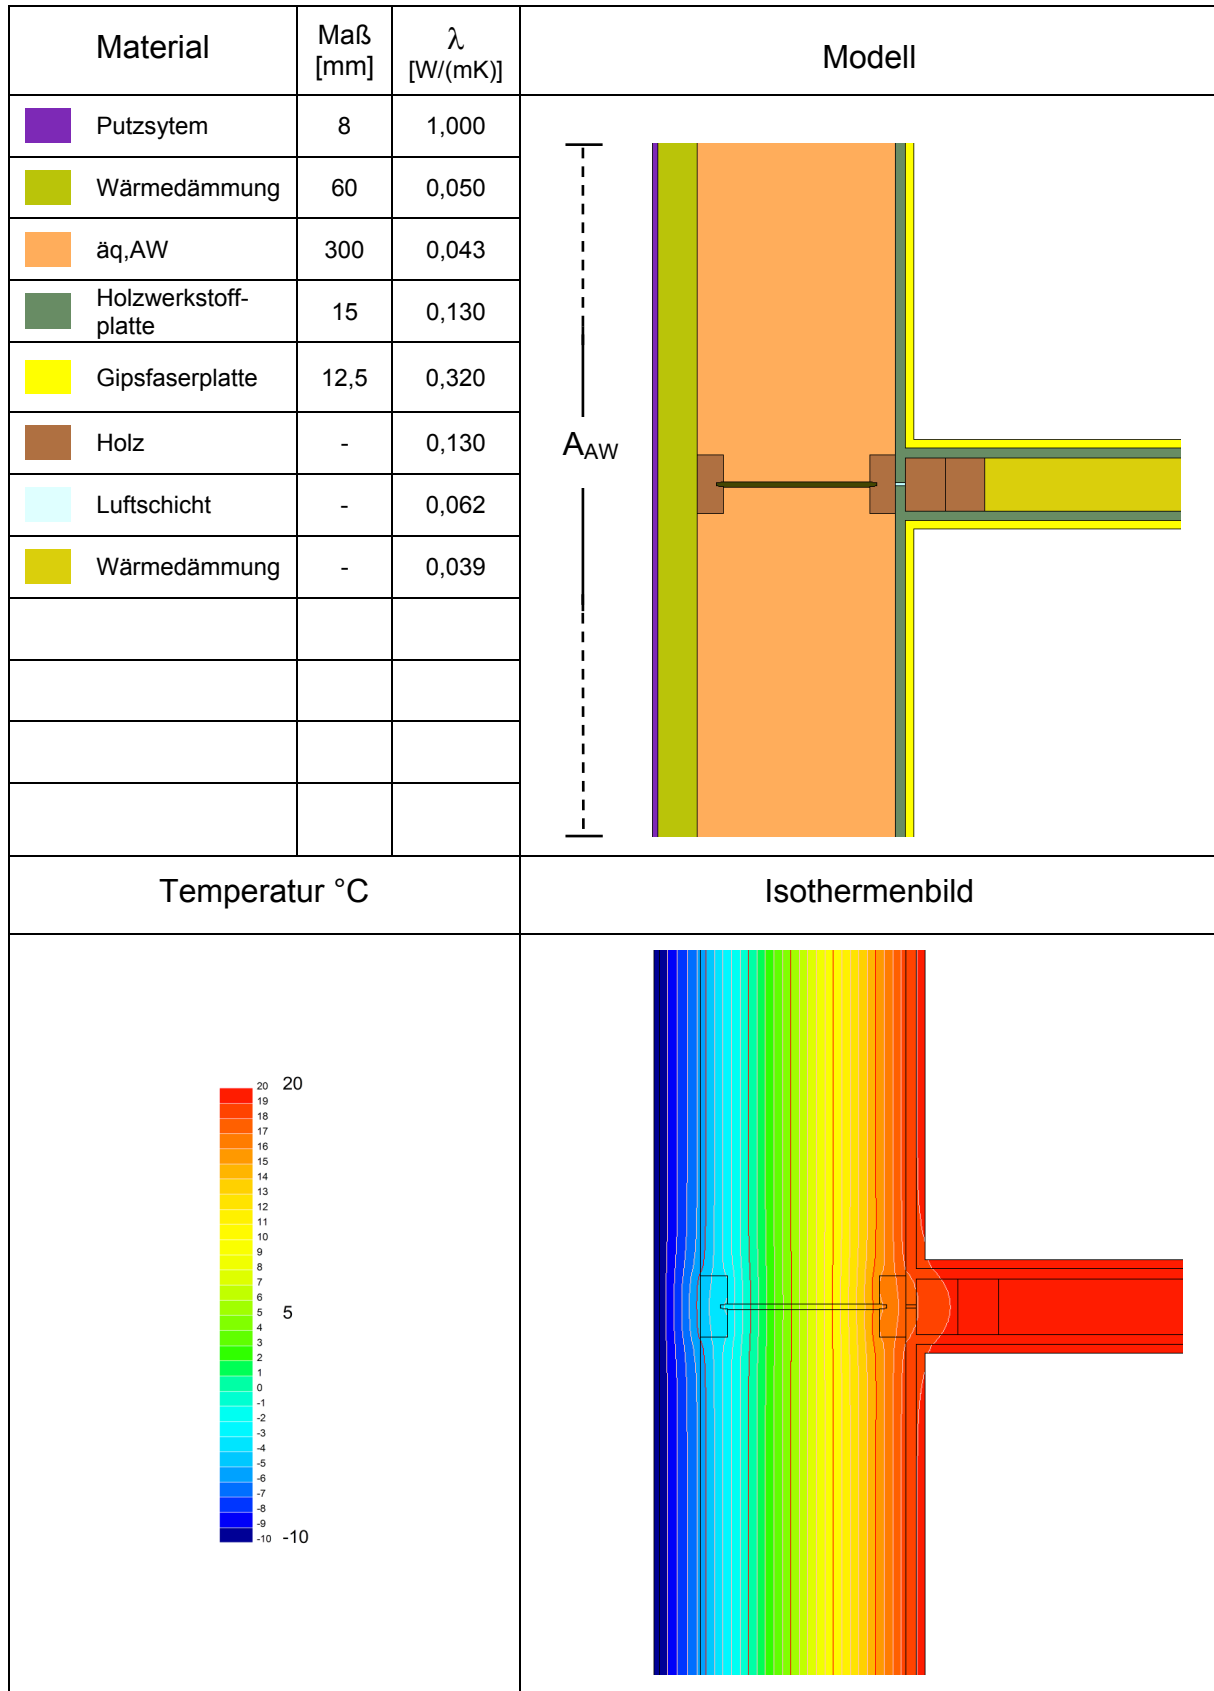 Material Maß [mm] λ [W/(mK)] Modell
Putzsytem 8 1,000
Wärmedämmung 60 0,050
äq,AW 300 0,043
Holzwerkstoff-
platte 15 0,130
Gipsfaserplatte 12,5 0,320
Holz - 0,130
Luftschicht - 0,062
Wärmedämmung - 0,039
A_AW
Temperatur °C Isothermenbild
20 20
19
18
17
16
15
14
13
12
11
10
9
8
7
6
5 5
4
3
2
1
0
-1
-2
-3
-4
-5
-6
-7
-8
-9
-10 -10